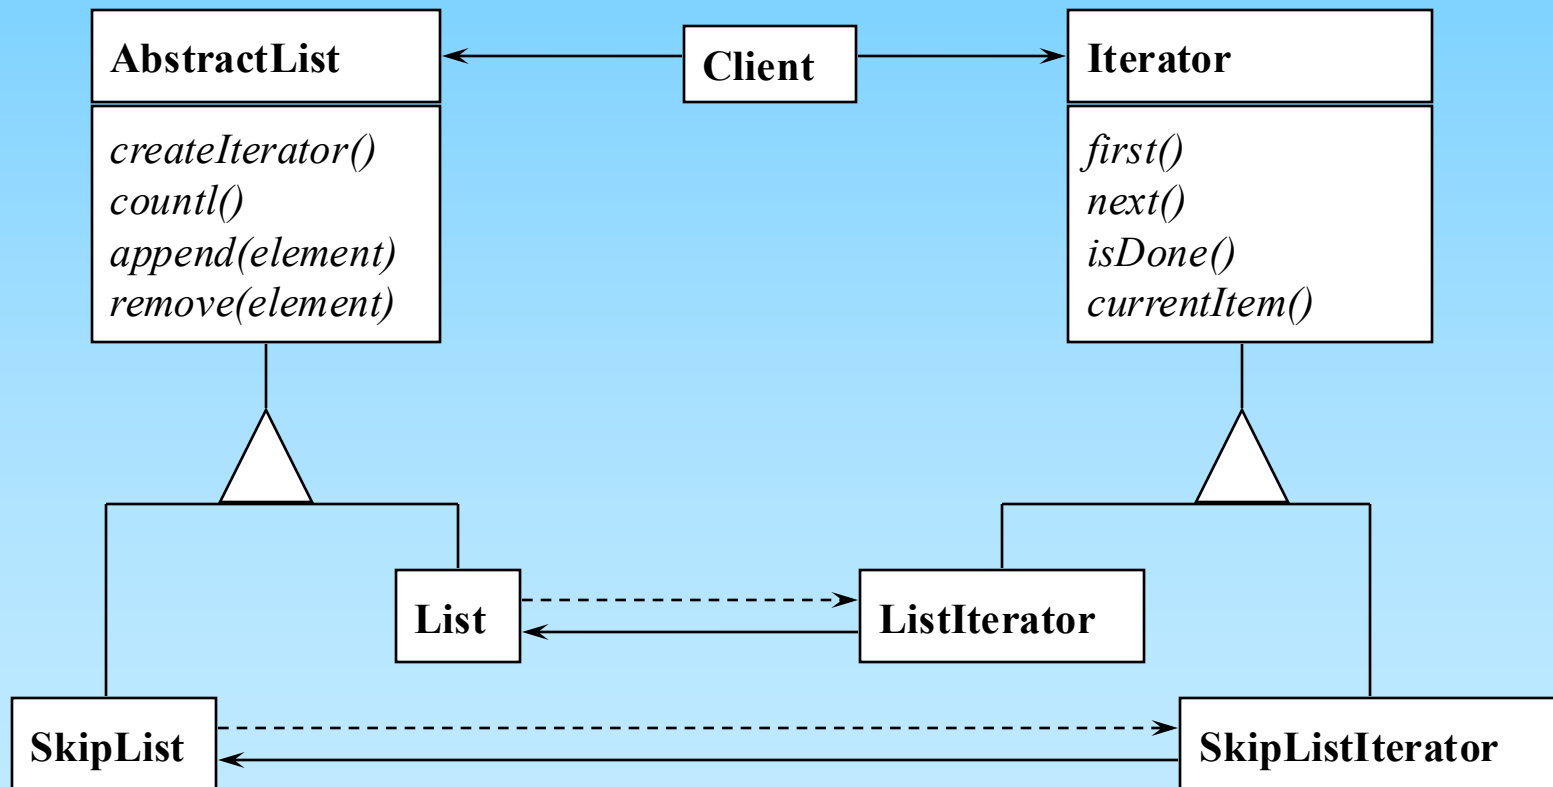 AbstractList
createIterator()
countl()
append(element)
remove(element)
Client
Iterator
first()
next()
isDone()
currentItem()
List
ListIterator
SkipList
SkipListIterator